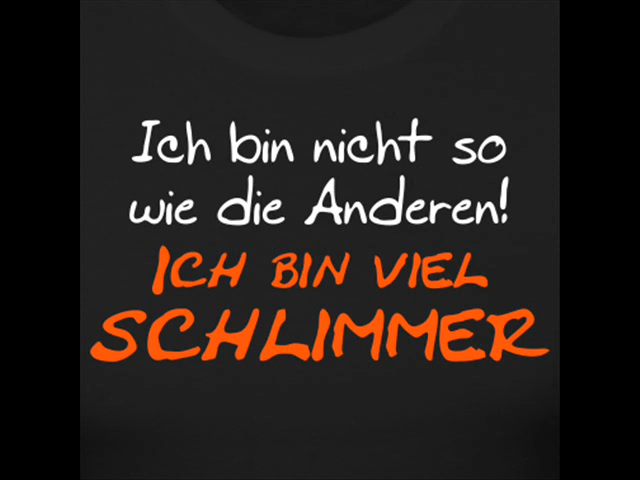 Ich bin nicht so
wie die Anderen!
ICH BIN VIEL
SCHLIMMER